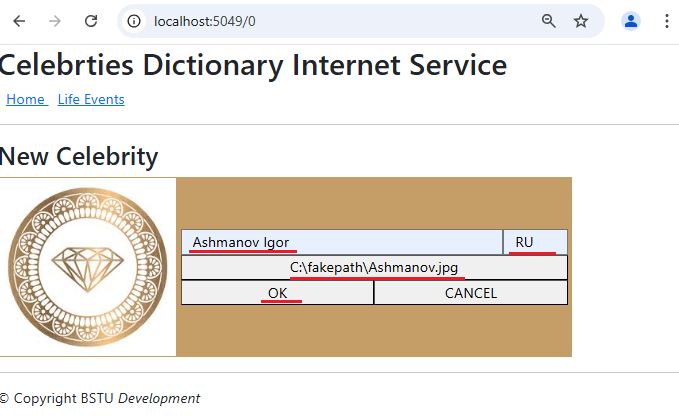 localhost:5049/0
Celebrties Dictionary Internet Service
Home Life Events
New Celebrity
Ashmanov Igor RU
C:\fakepath\Ashmanov.jpg
OK CANCEL
© Copyright BSTU Development